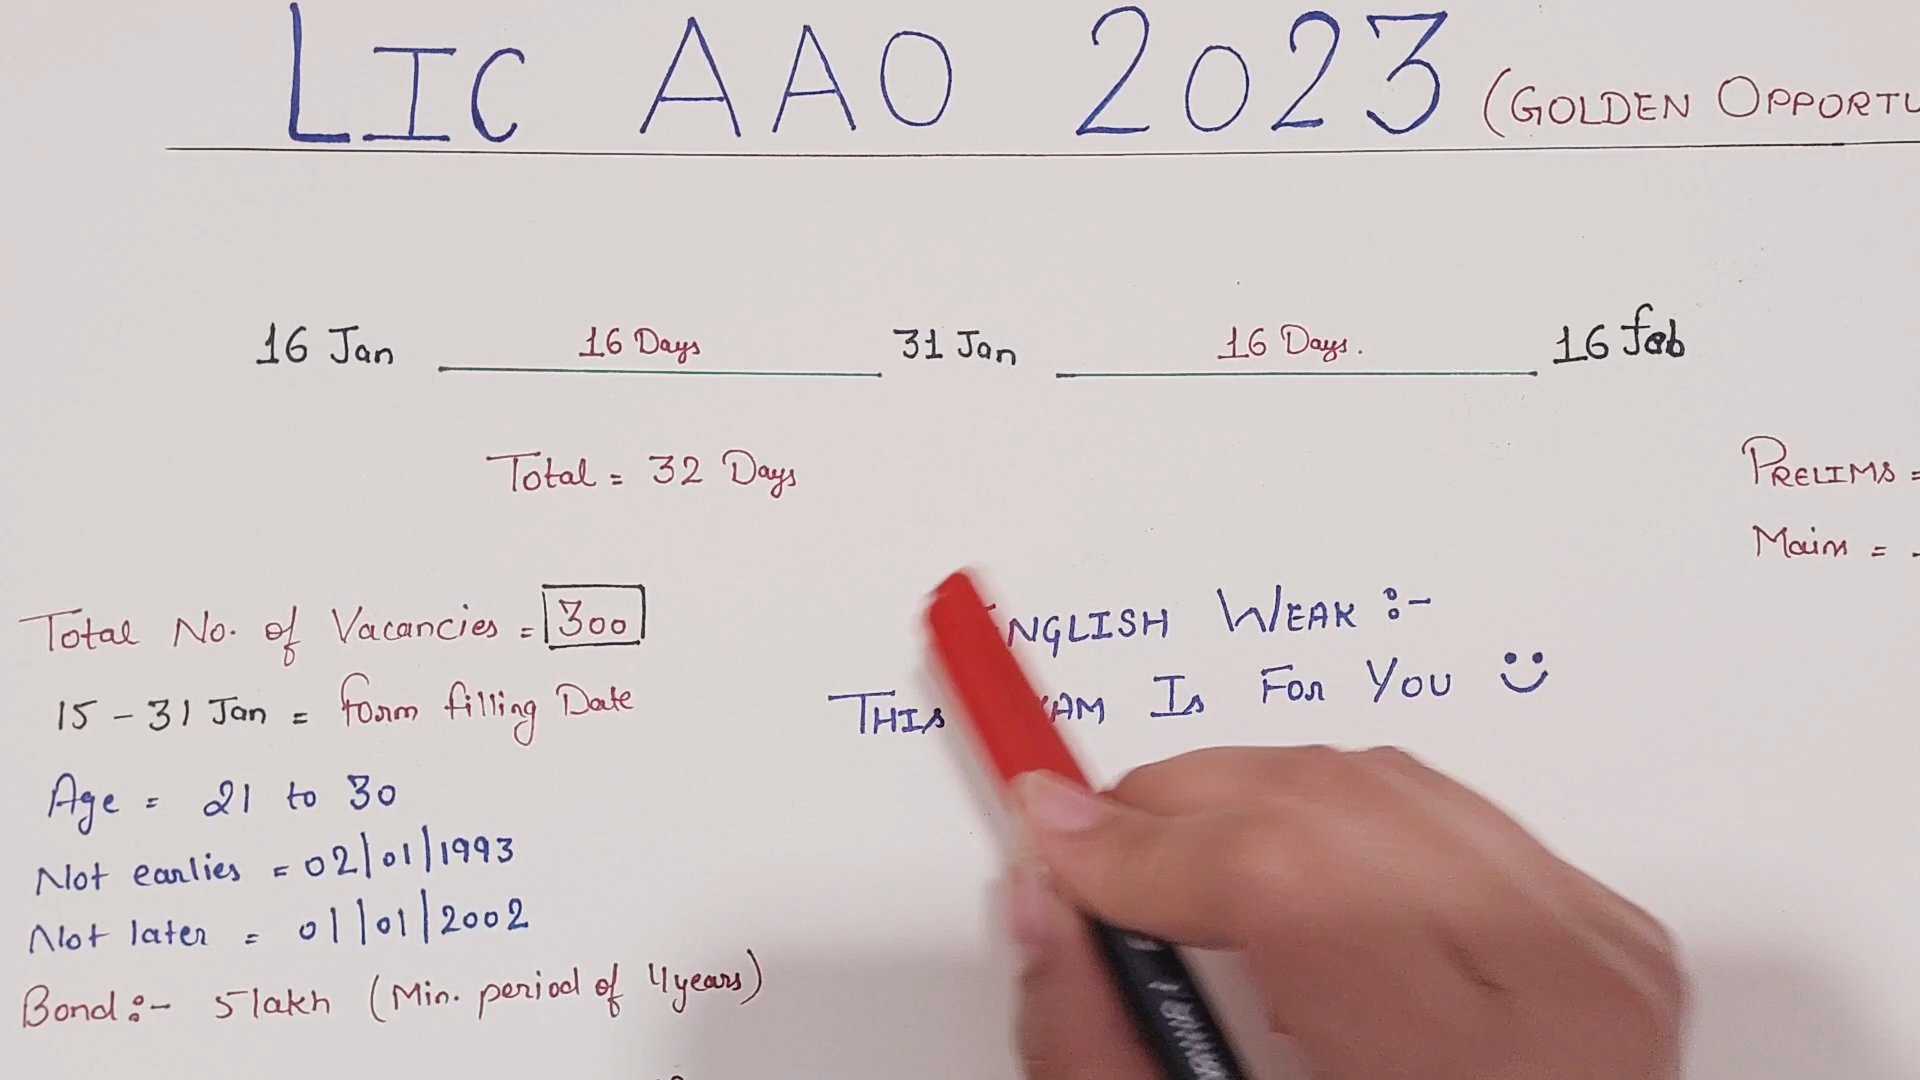 LIC AAO 2023 (GOLDEN OPPORTU
16 Jan 16 Days 31 Jan 16 Days. 16 feb
Total = 32 Days
PRELIMS =
Main =
Total No. of Vacancies = 300
15 - 31 Jan = form filling Date
Age = 21 to 30
Not earlies = 02/01/1993
Not later = 01/01/2002
Bond :- 5 lakh (Min. period of 4 years)
ENGLISH WEAK :-
THIS EXAM Is For You